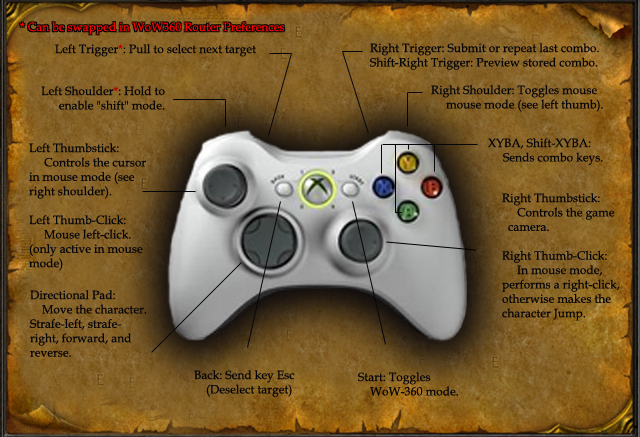 * Can be swapped in WoW360 Router Preferences
Left Trigger*: Pull to select next target
Right Trigger: Submit or repeat last combo.
Shift-Right Trigger: Preview stored combo.
Left Shoulder*: Hold to
enable "shift" mode.
Right Shoulder: Toggles mouse
mouse mode (see left thumb).
XYBA, Shift-XYBA:
Sends combo keys.
Left Thumbstick:
Controls the cursor
in mouse mode (see
right shoulder).
BACK
START
Y
X
B
A
Right Thumbstick:
Controls the game
camera.
Left Thumb-Click:
Mouse left-click.
(only active in mouse
mode)
Right Thumb-Click:
In mouse mode,
performs a right-click,
otherwise makes the
character Jump.
Directional Pad:
Move the character.
Strafe-left, strafe-
right, forward, and
reverse.
Back: Send key Esc
(Deselect target)
Start: Toggles
WoW-360 mode.